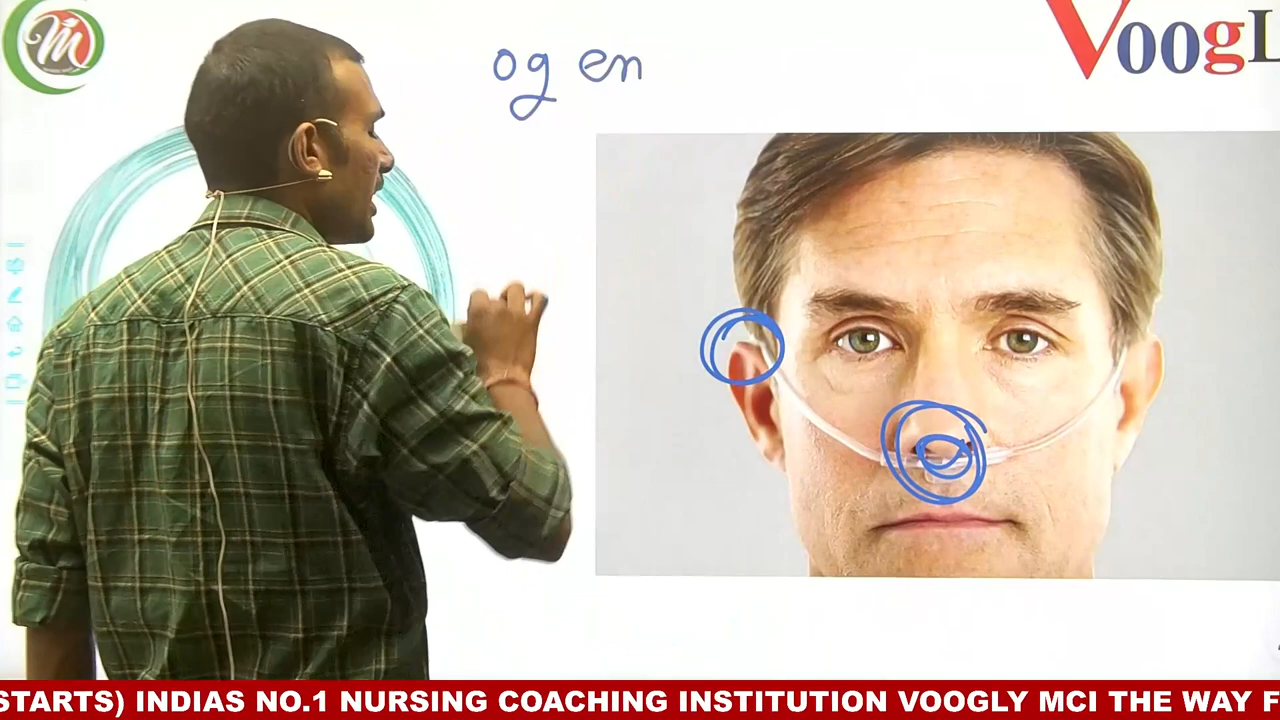 m
VOOgL
og en
STARTS) INDIAS NO.1 NURSING COACHING INSTITUTION VOOGLY MCI THE WAY F